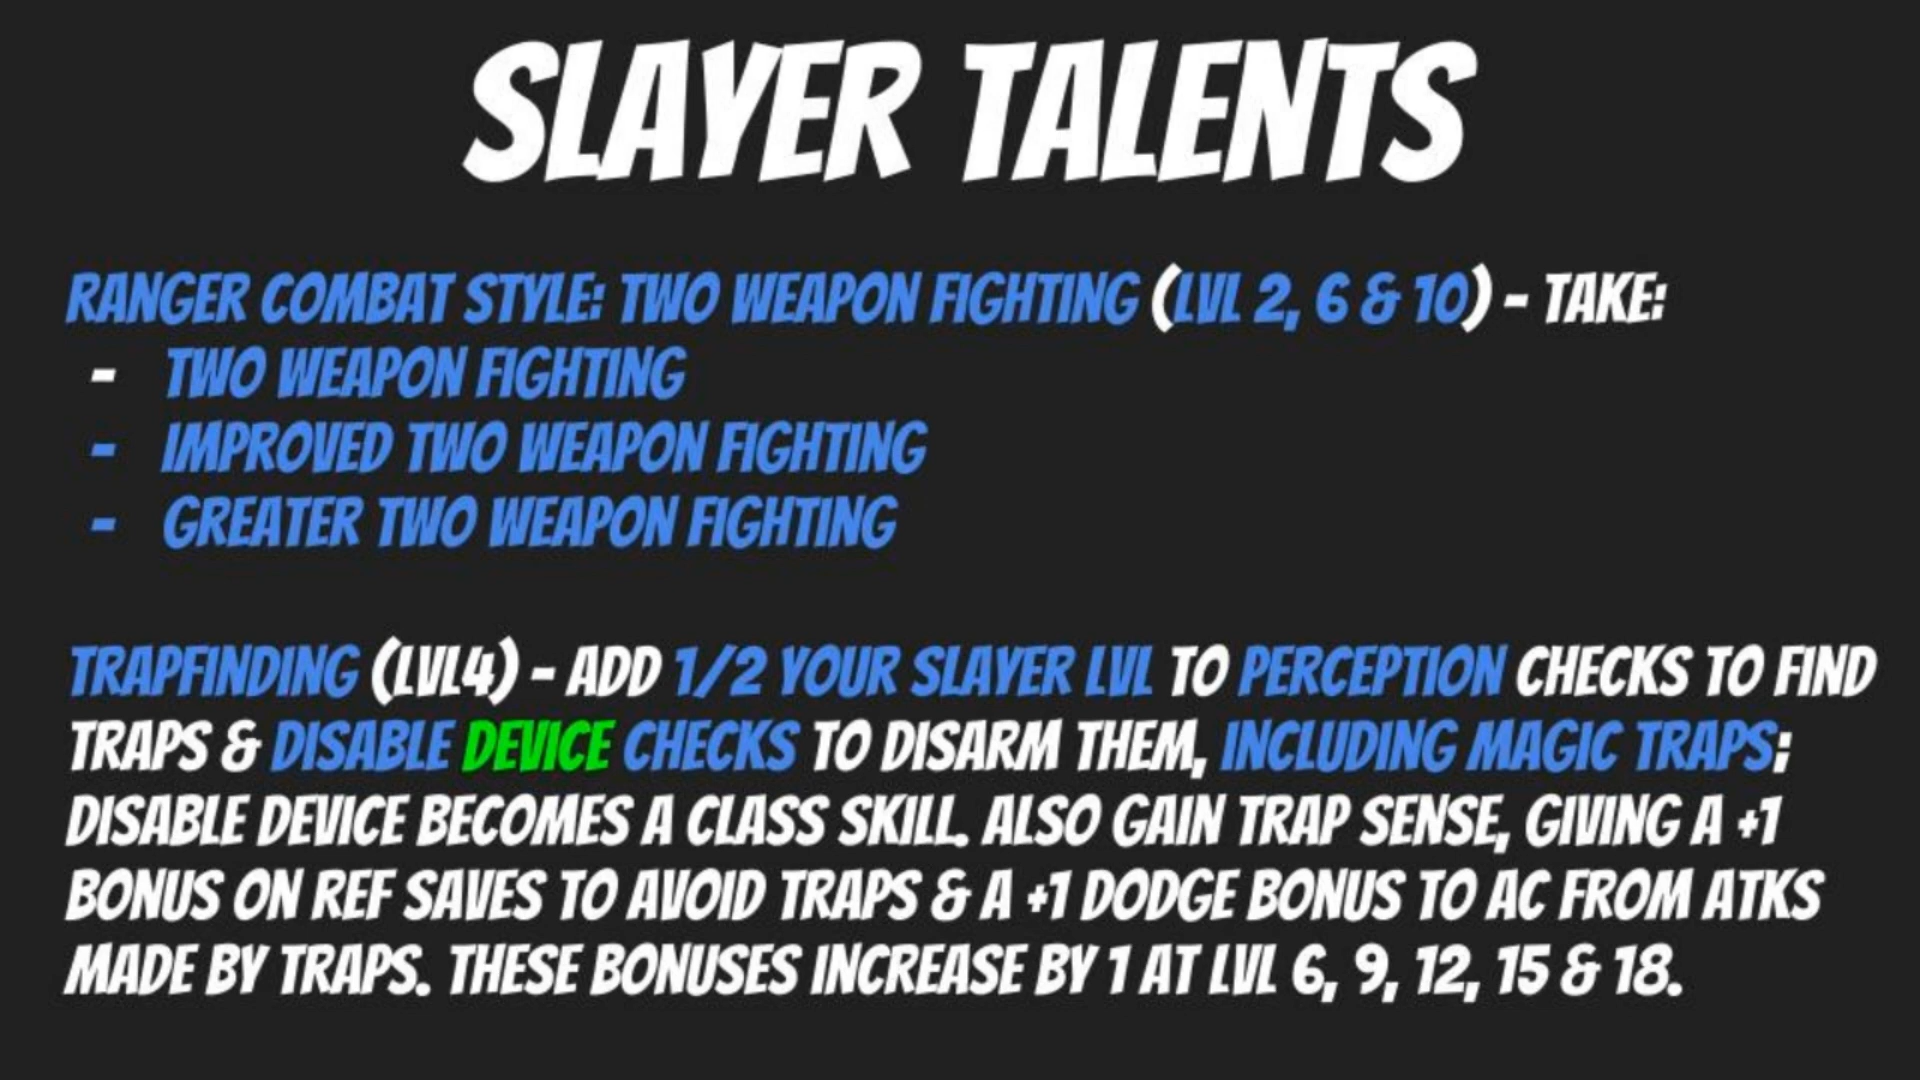 SLAYER TALENTS
RANGER COMBAT STYLE: TWO WEAPON FIGHTING (LVL 2, 6 & 10) - TAKE:
- TWO WEAPON FIGHTING
- IMPROVED TWO WEAPON FIGHTING
- GREATER TWO WEAPON FIGHTING
TRAPFINDING (LVL4) - ADD 1/2 YOUR SLAYER LVL TO PERCEPTION CHECKS TO FIND
TRAPS & DISABLE DEVICE CHECKS TO DISARM THEM, INCLUDING MAGIC TRAPS;
DISABLE DEVICE BECOMES A CLASS SKILL. ALSO GAIN TRAP SENSE, GIVING A +1
BONUS ON REF SAVES TO AVOID TRAPS & A +1 DODGE BONUS TO AC FROM ATKS
MADE BY TRAPS. THESE BONUSES INCREASE BY 1 AT LVL 6, 9, 12, 15 & 18.